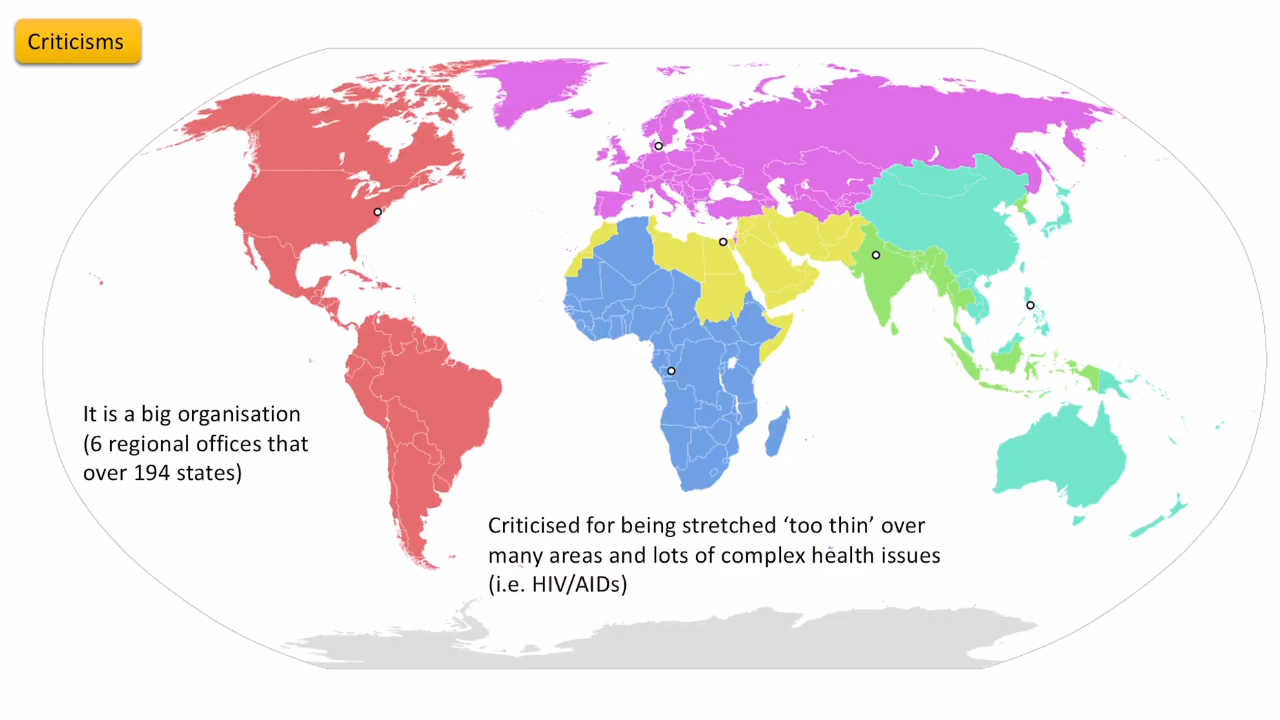 Criticisms
It is a big organisation
(6 regional offices that
over 194 states)
Criticised for being stretched ‘too thin’ over
many areas and lots of complex health issues
(i.e. HIV/AIDs)